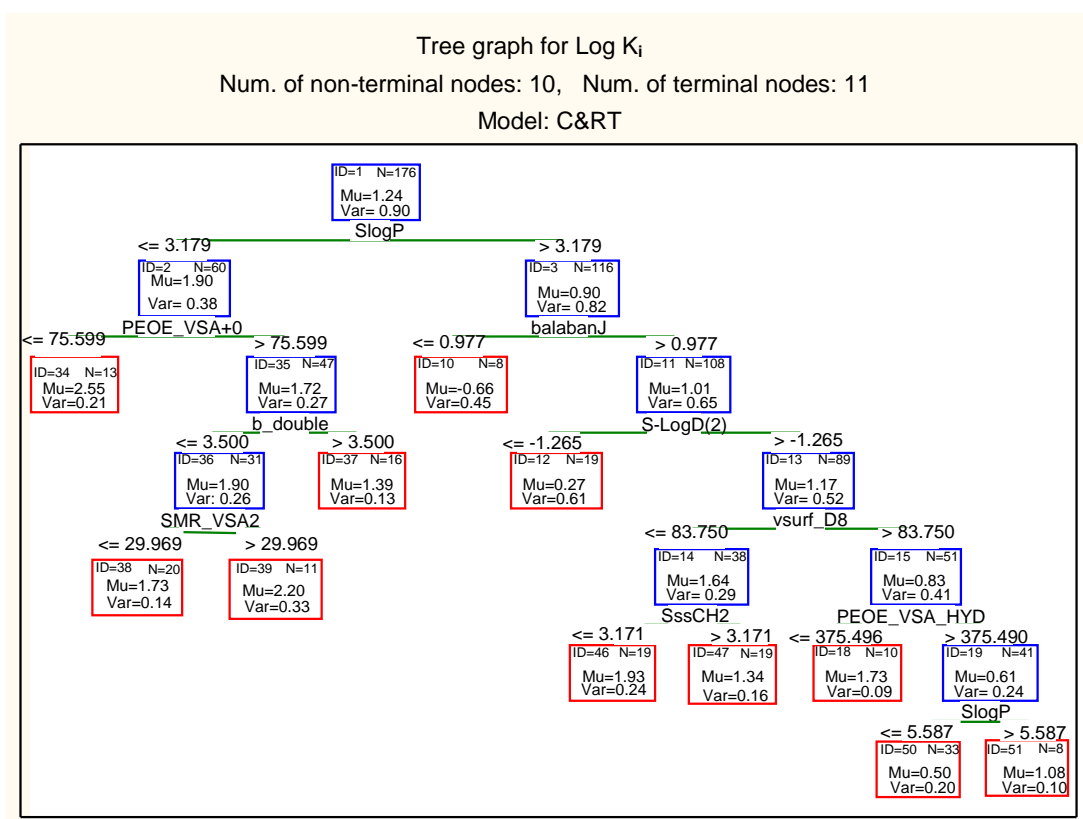 Tree graph for Log Ki
Num. of non-terminal nodes: 10, Num. of terminal nodes: 11
Model: C&RT
ID=1 N=176
Mu=1.24
Var= 0.90
SlogP
<= 3.179 > 3.179
ID=2 N=60 ID=3 N=116
Mu=1.90 Mu=0.90
Var= 0.38 Var= 0.82
PEOE_VSA+0 balabanJ
<= 75.599 > 75.599 <= 0.977 > 0.977
ID=34 N=13 ID=35 N=47 ID=10 N=8 ID=11 N=108
Mu=2.55 Mu=1.72 Mu=-0.66 Mu=1.01
Var=0.21 Var= 0.27 Var=0.45 Var= 0.65
b_double S-LogD(2)
<= 3.500 > 3.500 <= -1.265 > -1.265
ID=36 N=31 ID=37 N=16 ID=12 N=19 ID=13 N=89
Mu=1.90 Mu=1.39 Mu=0.27 Mu=1.17
Var: 0.26 Var=0.13 Var=0.61 Var= 0.52
SMR_VSA2 vsurf_D8
<= 29.969 > 29.969 <= 83.750 > 83.750
ID=38 N=20 ID=39 N=11 ID=14 N=38 ID=15 N=51
Mu=1.73 Mu=2.20 Mu=1.64 Mu=0.83
Var=0.14 Var=0.33 Var= 0.29 Var= 0.41
SssCH2 PEOE_VSA_HYD
<= 3.171 > 3.171 <= 375.496 > 375.490
ID=46 N=19 ID=47 N=19 ID=18 N=10 ID=19 N=41
Mu=1.93 Mu=1.34 Mu=1.73 Mu=0.61
Var=0.24 Var=0.16 Var=0.09 Var= 0.24
SlogP
<= 5.587 > 5.587
ID=50 N=33 ID=51 N=8
Mu=0.50 Mu=1.08
Var=0.20 Var=0.10